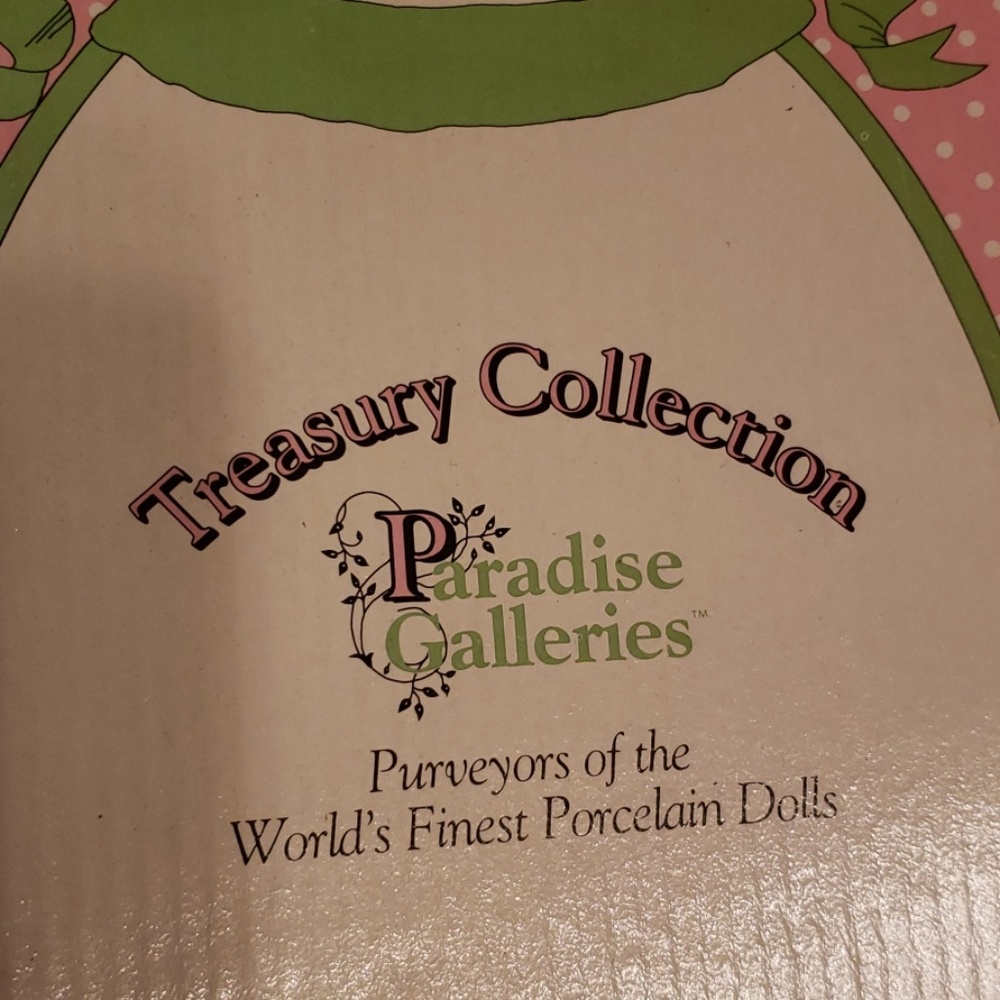 Treasury Collection
Paradise
Galleries™
Purveyors of the
World's Finest Porcelain Dolls